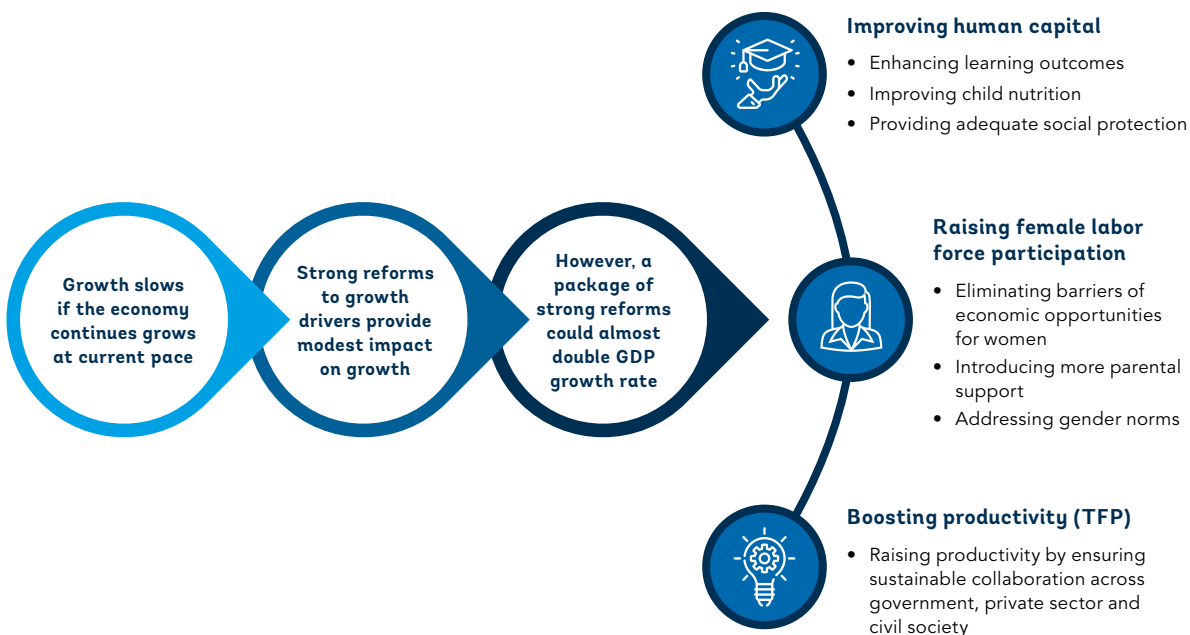 Growth slows
if the economy
continues grows
at current pace
Strong reforms
to growth
drivers provide
modest impact
on growth
However, a
package of
strong reforms
could almost
double GDP
growth rate
Improving human capital
• Enhancing learning outcomes
• Improving child nutrition
• Providing adequate social protection
Raising female labor
force participation
• Eliminating barriers of
economic opportunities
for women
• Introducing more parental
support
• Addressing gender norms
Boosting productivity (TFP)
• Raising productivity by ensuring
sustainable collaboration across
government, private sector and
civil society